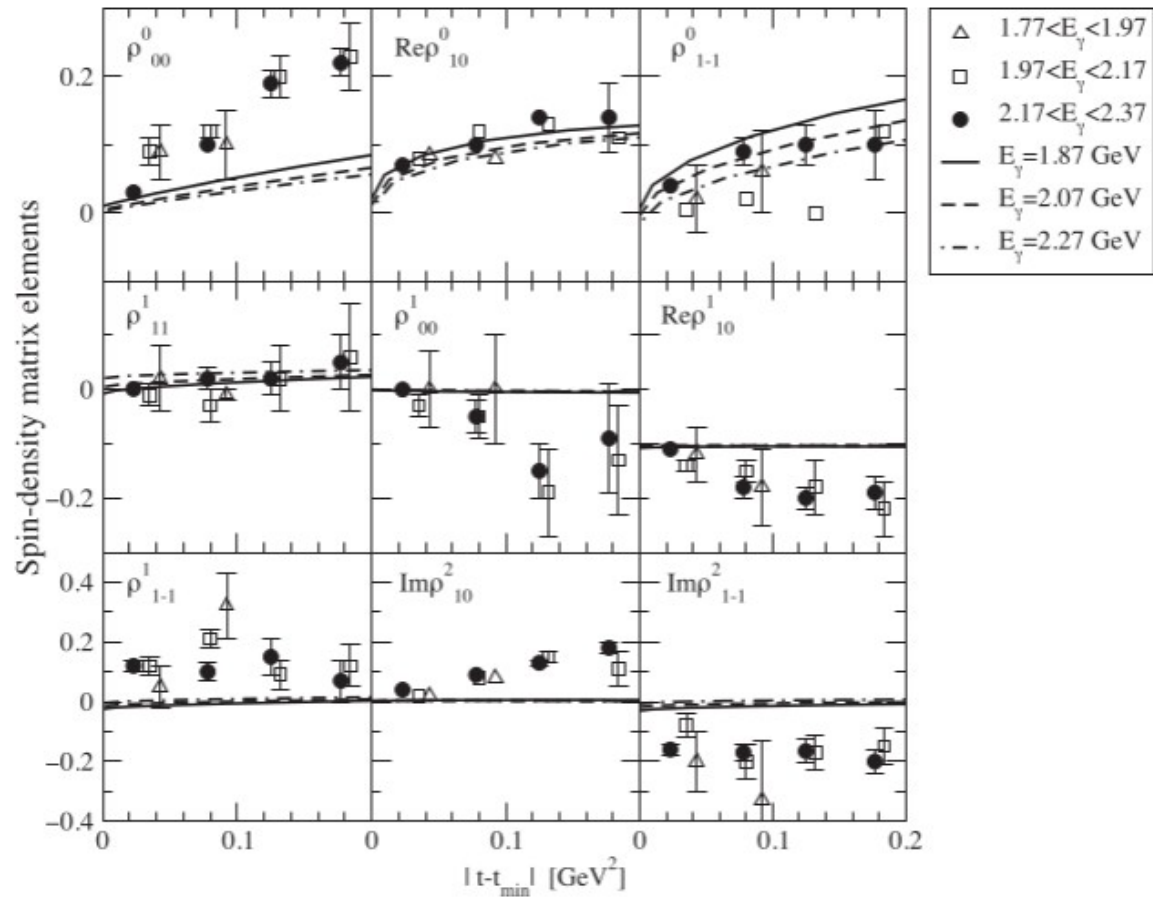 Spin-density matrix elements
ρ⁰₀₀
Reρ⁰₁₀
ρ⁰₁₋₁
0.2
0
ρ¹₁₁
ρ¹₀₀
Reρ¹₁₀
0
−0.2
ρ¹₁₋₁
Imρ²₁₀
Imρ²₁₋₁
0.4
0.2
0
−0.2
−0.4
0 0.1 0 0.1 0 0.1 0.2
| t-t_min | [GeV²]
1.77<E_γ<1.97
1.97<E_γ<2.17
2.17<E_γ<2.37
E_γ=1.87 GeV
E_γ=2.07 GeV
E_γ=2.27 GeV